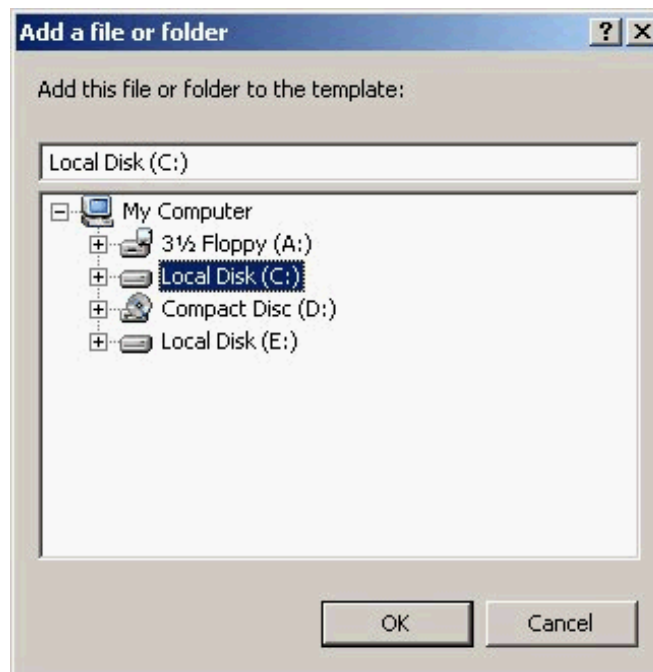 Add a file or folder
Add this file or folder to the template:
Local Disk (C:)
My Computer
3½ Floppy (A:)
Local Disk (C:)
Compact Disc (D:)
Local Disk (E:)
OK Cancel